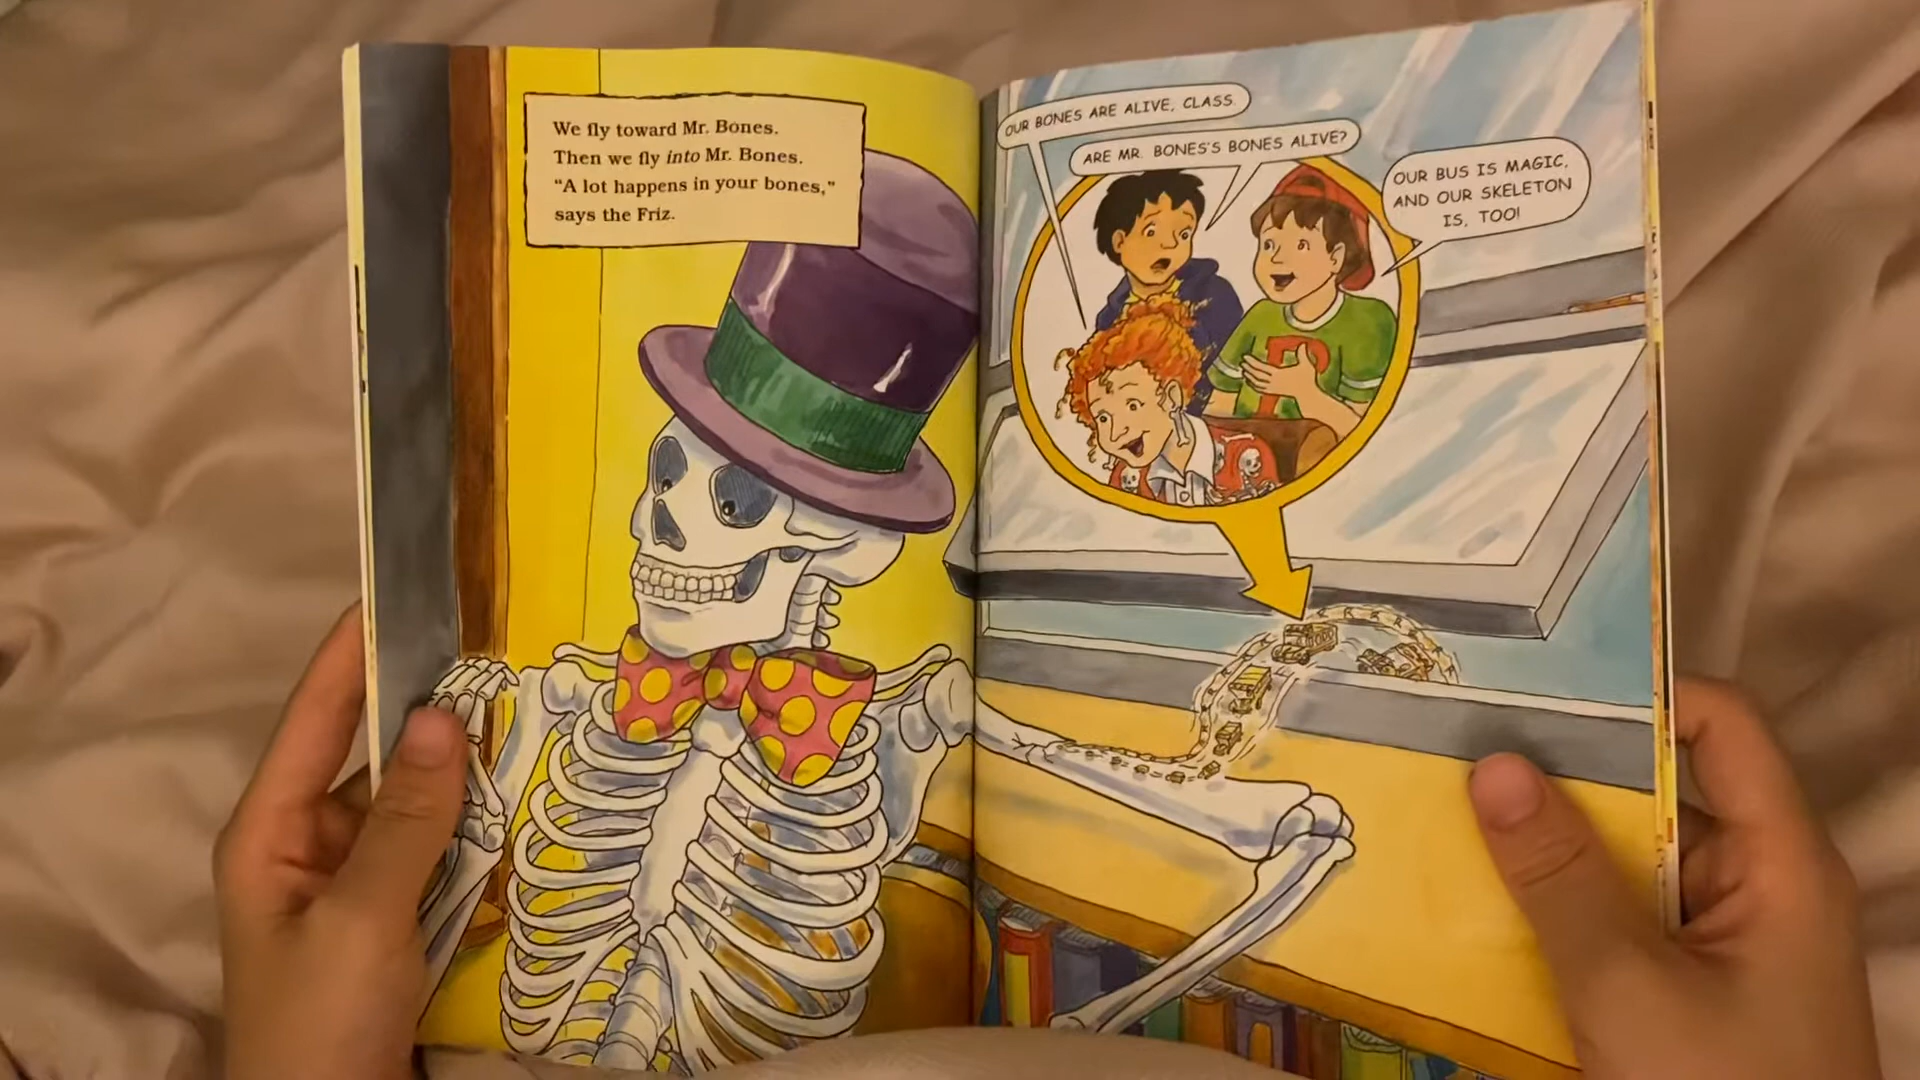 We fly toward Mr. Bones.
Then we fly into Mr. Bones.
"A lot happens in your bones,"
says the Friz.
OUR BONES ARE ALIVE, CLASS.
ARE MR. BONES'S BONES ALIVE?
OUR BUS IS MAGIC,
AND OUR SKELETON
IS, TOO!